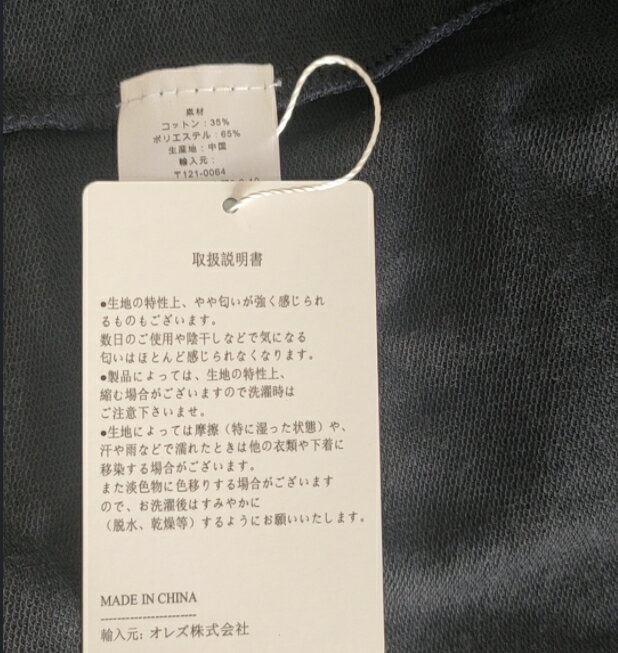 素材
コットン：35%
ポリエステル：65%
生産地：中国
輸入元：
〒121-0064
取扱説明書
●生地の特性上、やや匂いが強く感じられ
るものもございます。
数日のご使用や陰干しなどで気になる
匂いはほとんど感じられなくなります。
●製品によっては、生地の特性上、
縮む場合がございますので洗濯時は
ご注意下さいませ。
●生地によっては摩擦（特に湿った状態）や、
汗や雨などで濡れたときは他の衣類や下着に
移染する場合がございます。
また淡色物に色移りする場合がございます
ので、お洗濯後はすみやかに
（脱水、乾燥等）するようにお願いいたします。
MADE IN CHINA
------------------------
輸入元: オレズ株式会社